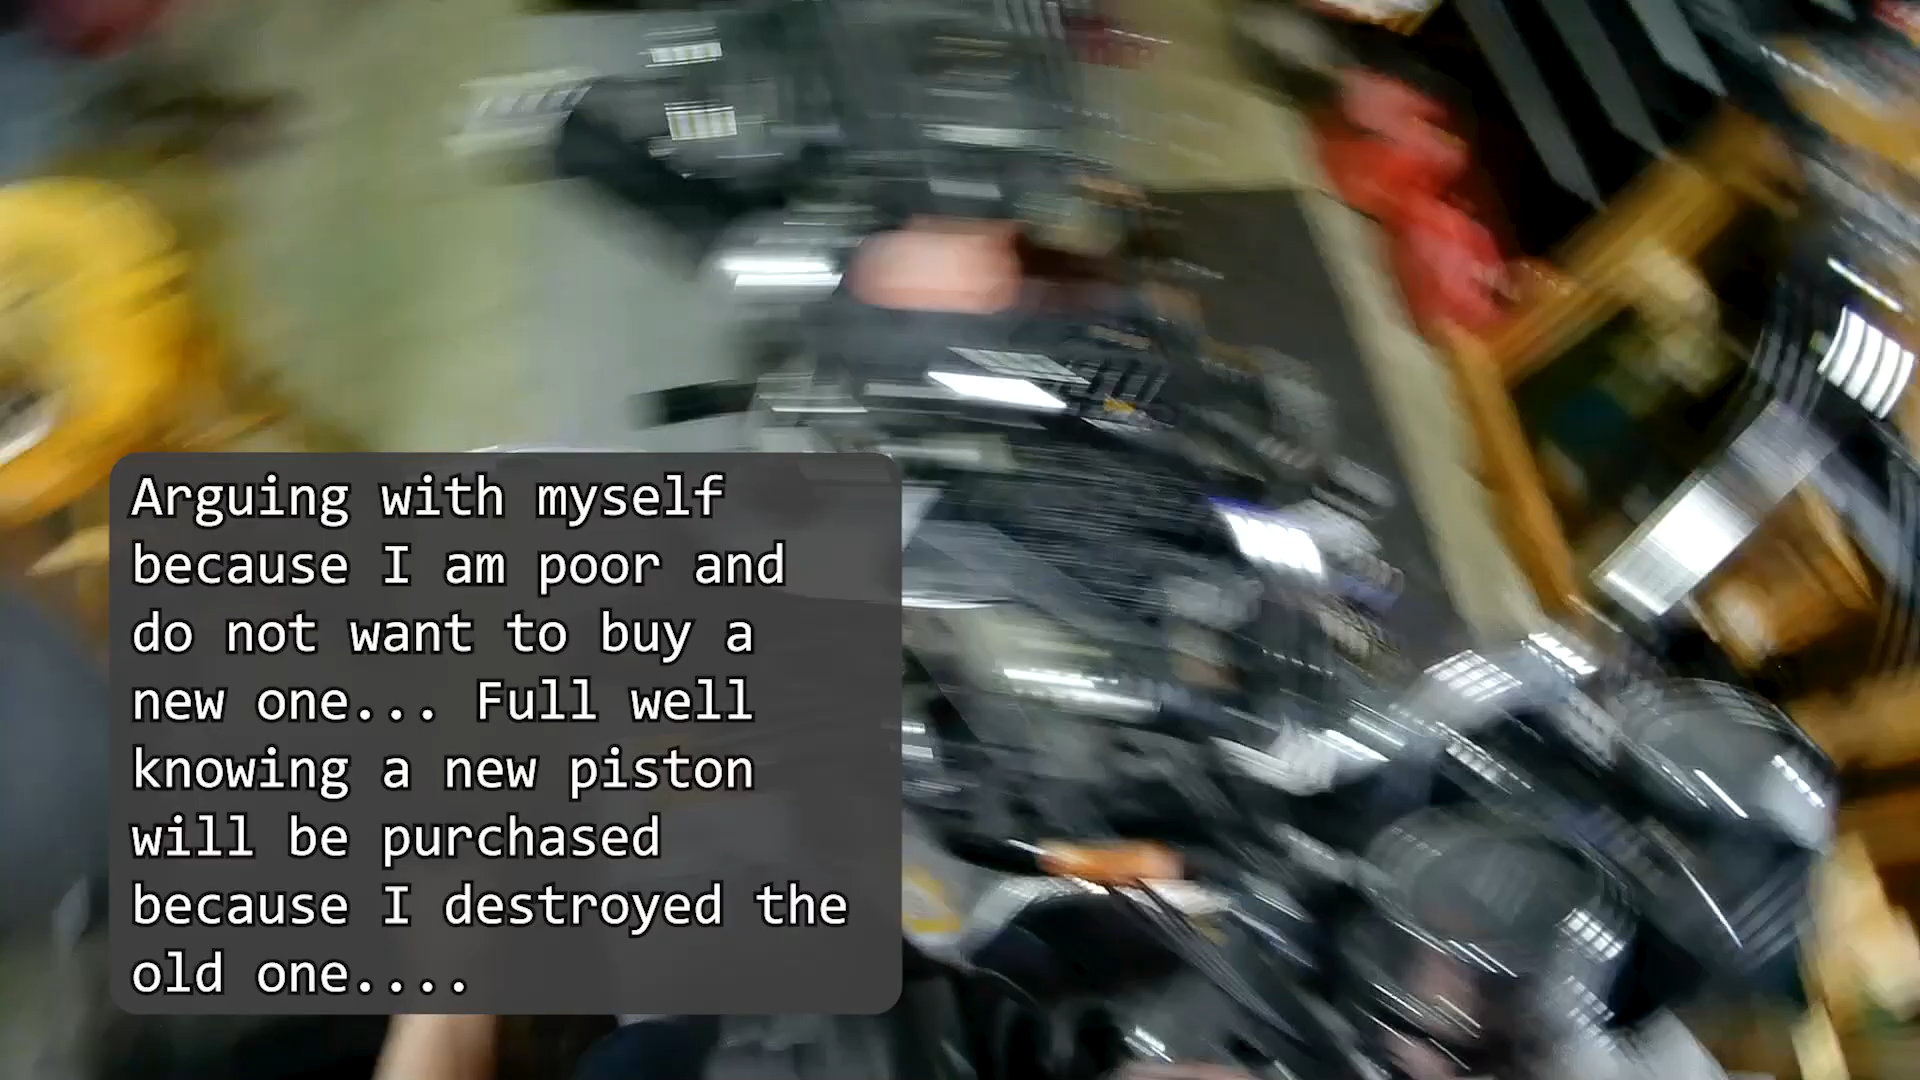 Arguing with myself
because I am poor and
do not want to buy a
new one... Full well
knowing a new piston
will be purchased
because I destroyed the
old one....